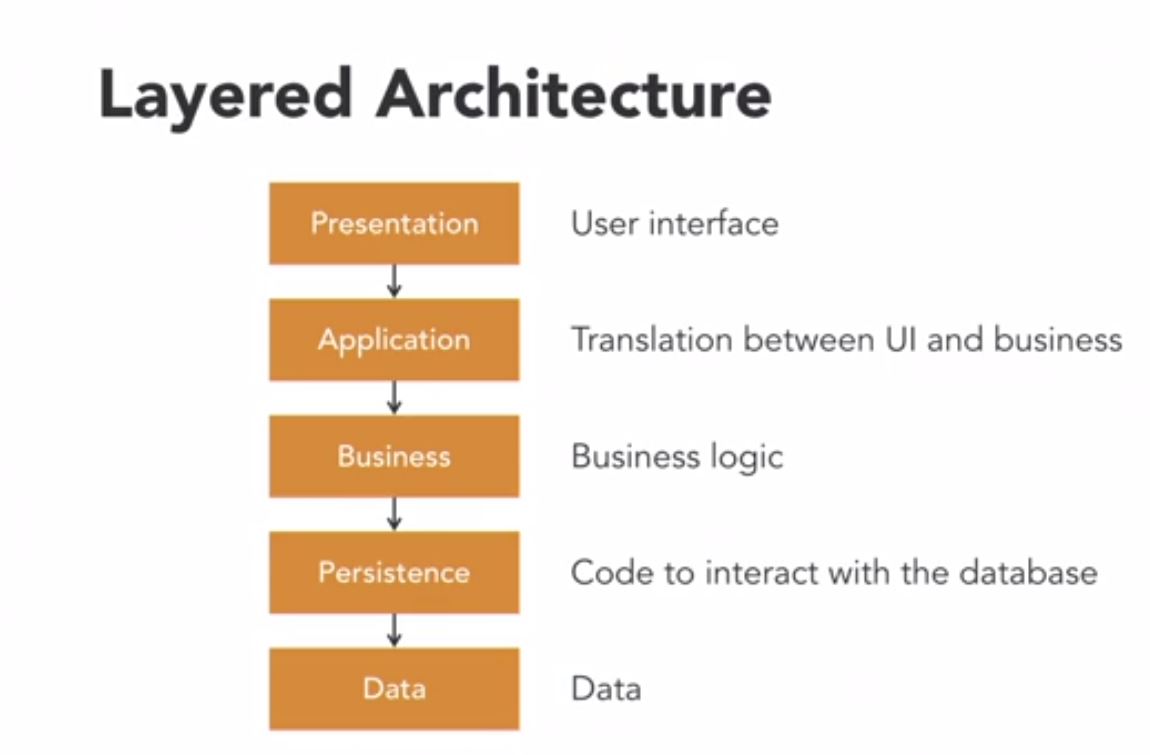 Layered Architecture
Presentation
User interface
Application
Translation between UI and business
Business
Business logic
Persistence
Code to interact with the database
Data
Data